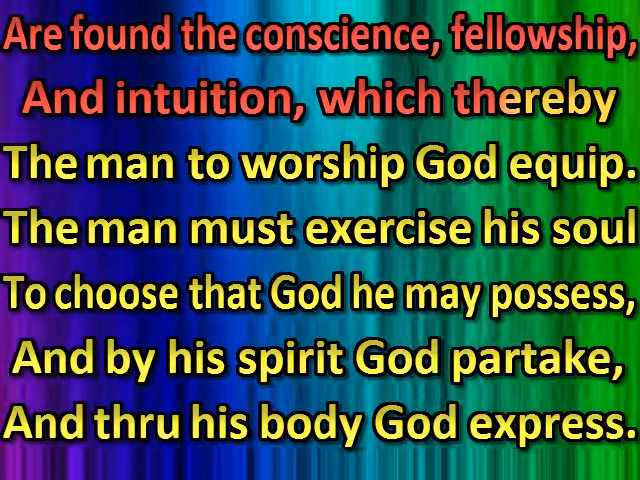 Are found the conscience, fellowship,
And intuition, which thereby
The man to worship God equip.
The man must exercise his soul
To choose that God he may possess,
And by his spirit God partake,
And thru his body God express.